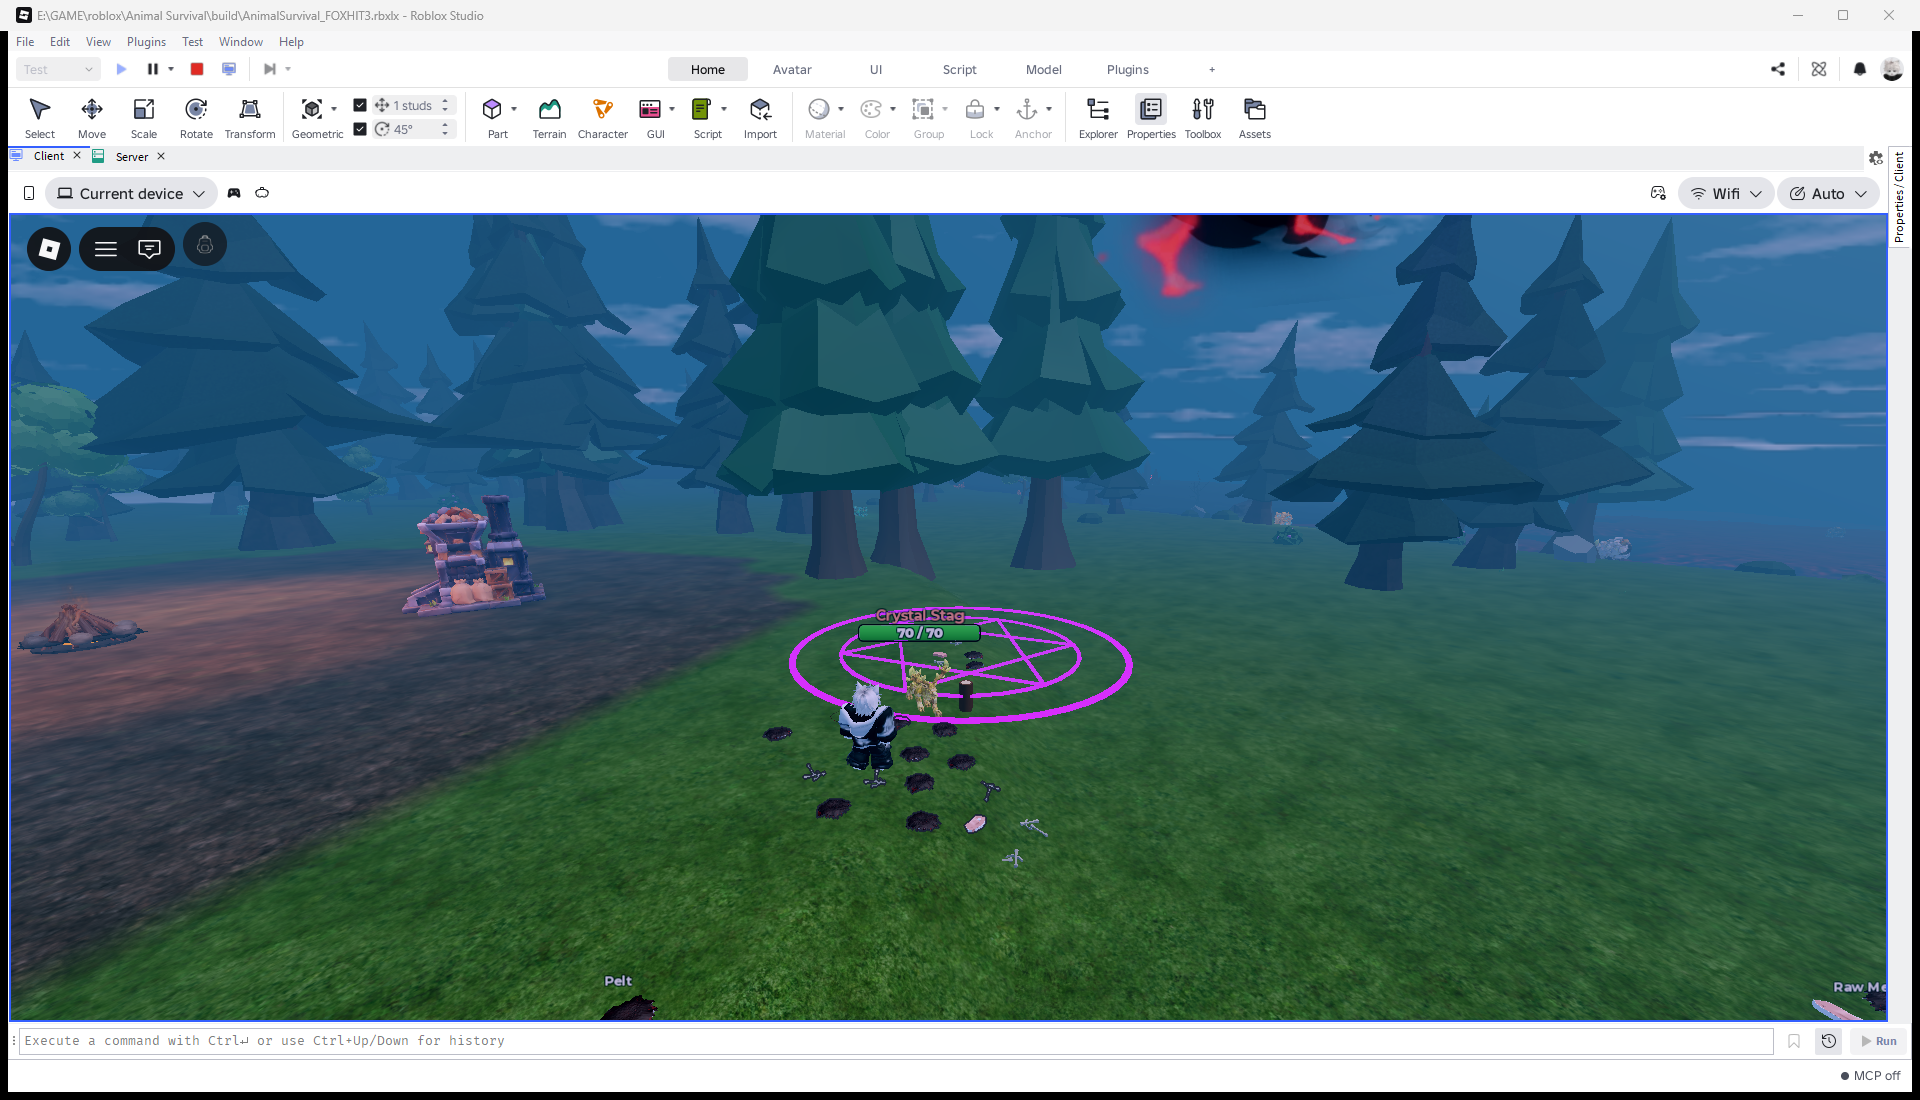 E:\GAME\roblox\Animal Survival\build\AnimalSurvival_FOXHIT3.rbxlx - Roblox Studio
File Edit View Plugins Test Window Help
Test
Home Avatar UI Script Model Plugins +
1 studs
45°
Select Move Scale Rotate Transform Geometric Part Terrain Character GUI Script Import Material Color Group Lock Anchor Explorer Properties Toolbox Assets
Client Server
Properties / Client
Current device Wifi Auto
Crystal Stag
70 / 70
Pelt
Raw Me
Execute a command with Ctrl↵ or use Ctrl+Up/Down for history
Run
MCP off